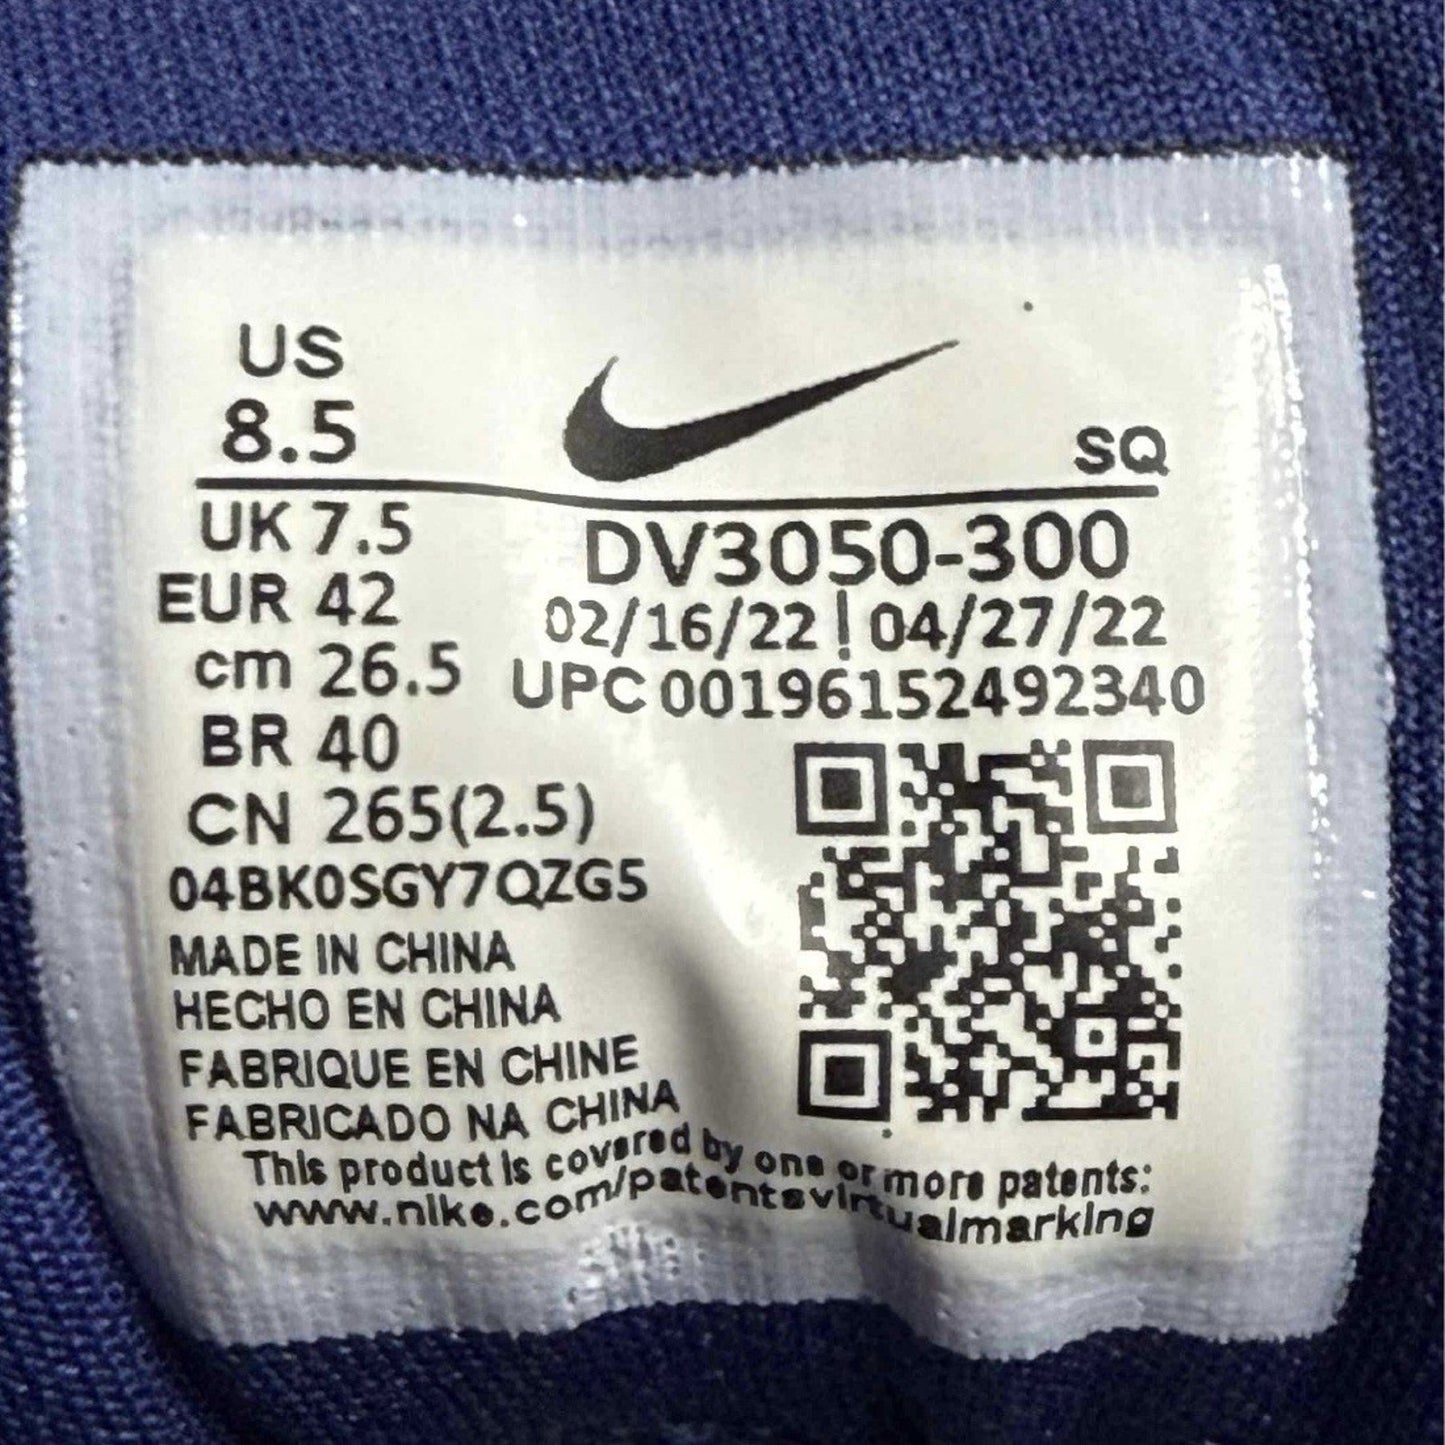 US
8.5
SQ
UK 7.5
EUR 42
cm 26.5
BR 40
CN 265(2.5)
DV3050-300
02/16/22 | 04/27/22
UPC 00196152492340
04BK0SGY7QZG5
MADE IN CHINA
HECHO EN CHINA
FABRIQUE EN CHINE
FABRICADO NA CHINA
This product is covered by one or more patents:
www.nike.com/patentsvirtualmarking